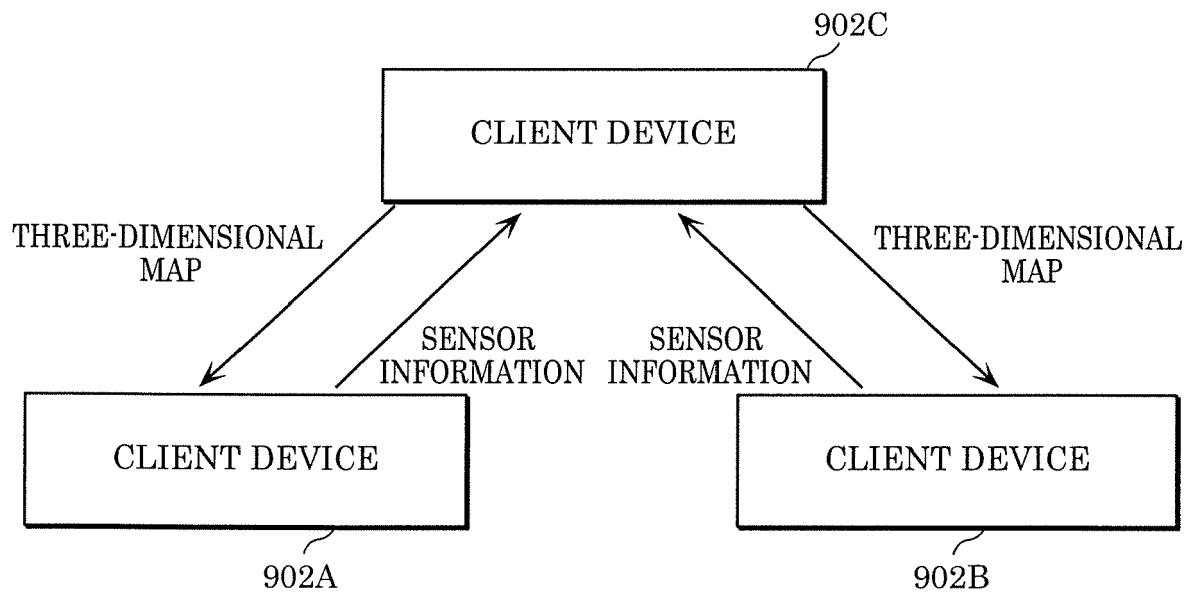 902C
CLIENT DEVICE
THREE-DIMENSIONAL
MAP
THREE-DIMENSIONAL
MAP
SENSOR
INFORMATION
SENSOR
INFORMATION
CLIENT DEVICE
CLIENT DEVICE
902A
902B